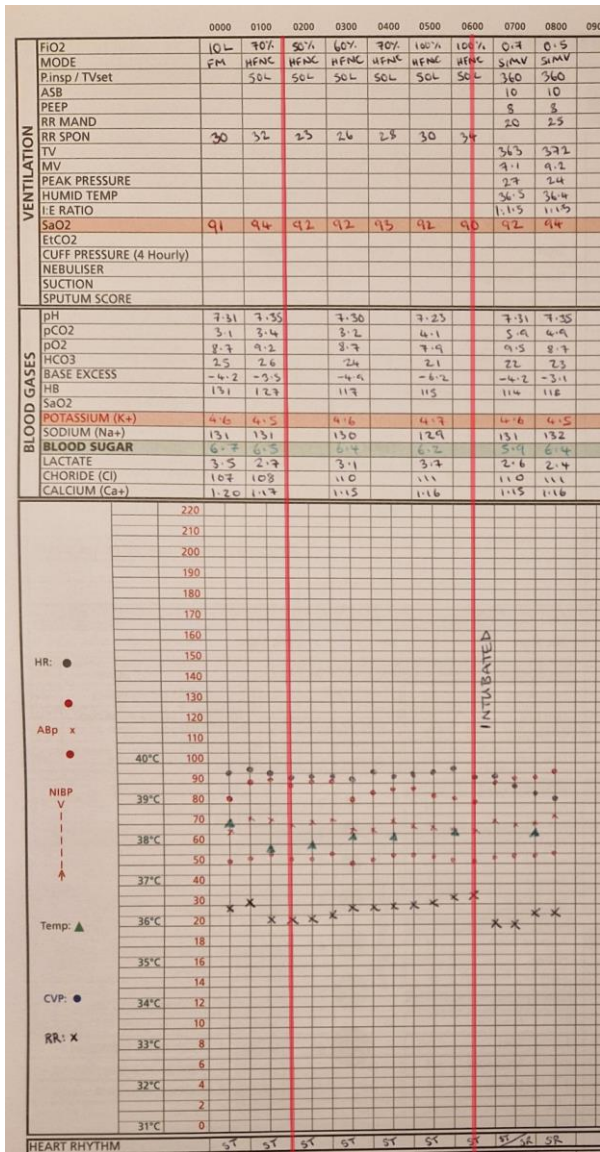 0000 0100 0200 0300 0400 0500 0600 0700 0800 090
VENTILATION
FiO2 10L 70% 50% 60% 70% 100% 100% 0.7 0.5
MODE FM HFNC HFNC HFNC HFNC HFNC HFNC SIMV SIMV
P.insp / TVset 50L 50L 50L 50L 50L 50L 360 360
ASB 10 10
PEEP 8 8
RR MAND 20 25
RR SPON 30 32 23 26 28 30 34
TV 363 372
MV 7.1 9.2
PEAK PRESSURE 27 24
HUMID TEMP 36.5 36.4
I:E RATIO 1:1.5 1:1.5
SaO2 91 94 92 92 93 92 90 92 94
EtCO2
CUFF PRESSURE (4 Hourly)
NEBULISER
SUCTION
SPUTUM SCORE
BLOOD GASES
pH 7.31 7.35 7.30 7.23 7.31 7.35
pCO2 3.1 3.4 3.2 4.1 5.9 4.9
pO2 8.7 9.2 8.7 7.9 9.5 8.7
HCO3 25 26 24 21 22 23
BASE EXCESS -4.2 -3.5 -4.9 -6.2 -4.2 -3.1
HB 131 127 117 115 114
SaO2
POTASSIUM (K+) 4.6 4.5 4.6 4.7 4.6 4.5
SODIUM (Na+) 131 131 130 129 131 132
BLOOD SUGAR 6.7 6.5 6.4 6.2 5.9 6.4
LACTATE 3.5 2.7 3.1 3.7 2.6 2.4
CHORIDE (Cl) 107 108 110 111 110 111
CALCIUM (Ca+) 1.20 1.17 1.15 1.16 1.15 1.16
220
210
200
190
180
170
160
HR: 150
140
130
120
ABp x 110
40°C 100
90
NIBP 39°C 80
70
38°C 60
50
37°C 40
30
Temp: 36°C 20
18
35°C 16
14
CVP: 34°C 12
10
RR: x 33°C 8
6
32°C 4
2
31°C 0
INTUBATED
HEART RHYTHM ST ST ST ST ST ST ST ST/SR SR